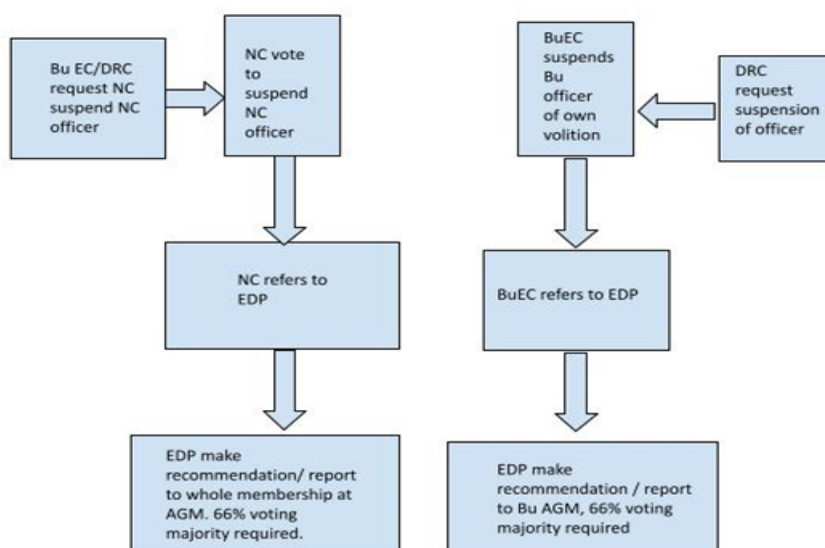 Bu EC/DRC
request NC
suspend NC
officer
NC vote
to
suspend
NC
officer
BuEC
suspends
Bu
officer
of own
volition
DRC
request
suspension
of officer
NC refers to
EDP
BuEC refers to EDP
EDP make
recommendation/ report
to whole membership at
AGM. 66% voting
majority required.
EDP make
recommendation / report
to Bu AGM, 66% voting
majority required